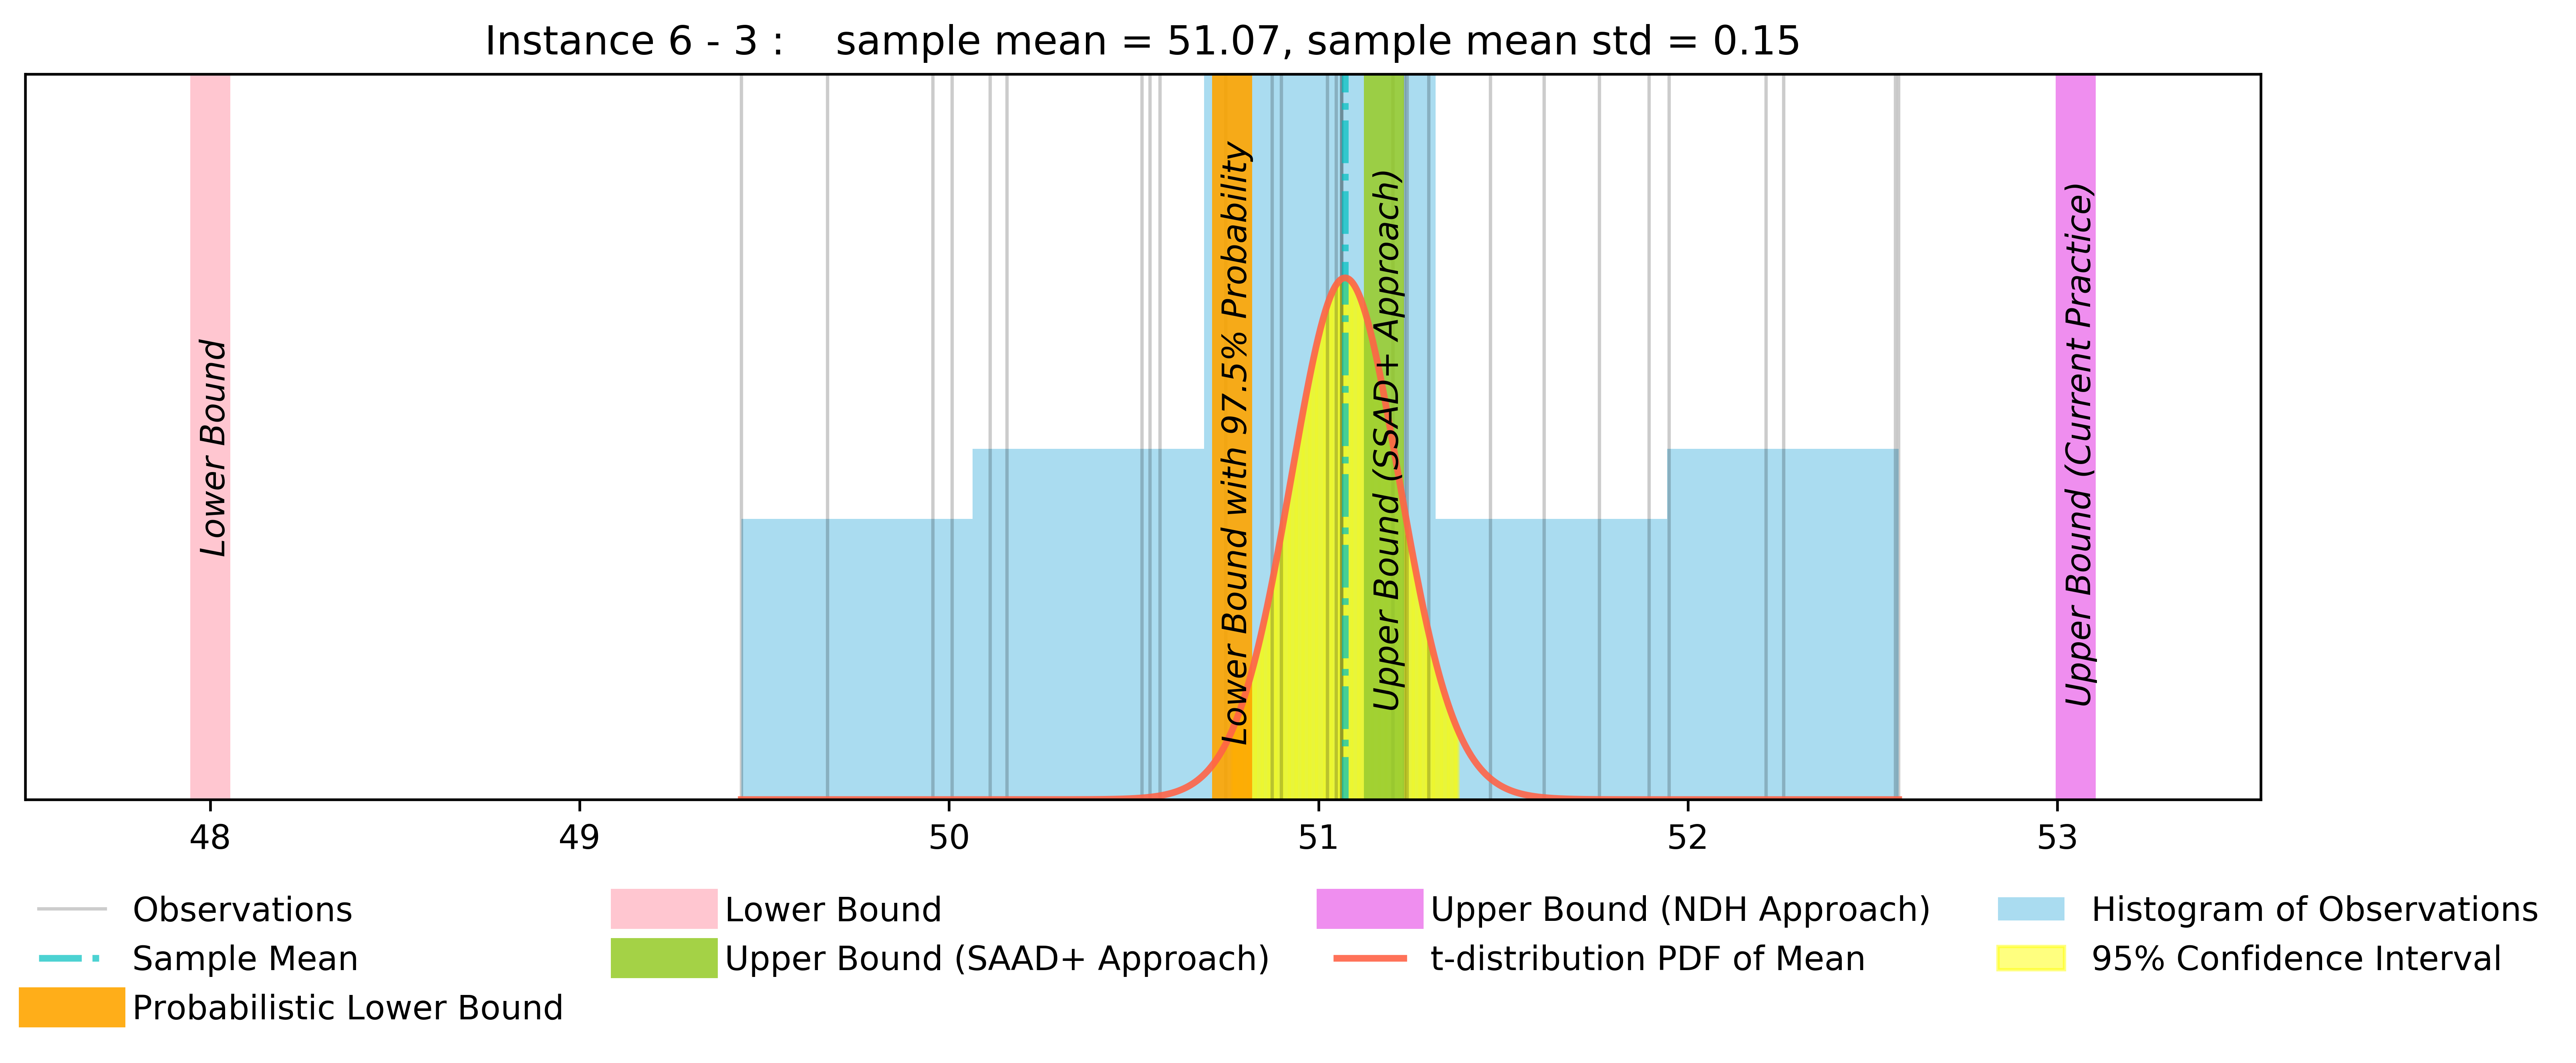 Instance 6 - 3 :    sample mean = 51.07, sample mean std = 0.15
Lower Bound
Lower Bound with 97.5% Probability
Upper Bound (SSAD+ Approach)
Upper Bound (Current Practice)
48 49 50 51 52 53
Observations
Sample Mean
Probabilistic Lower Bound
Lower Bound
Upper Bound (SAAD+ Approach)
Upper Bound (NDH Approach)
t-distribution PDF of Mean
Histogram of Observations
95% Confidence Interval